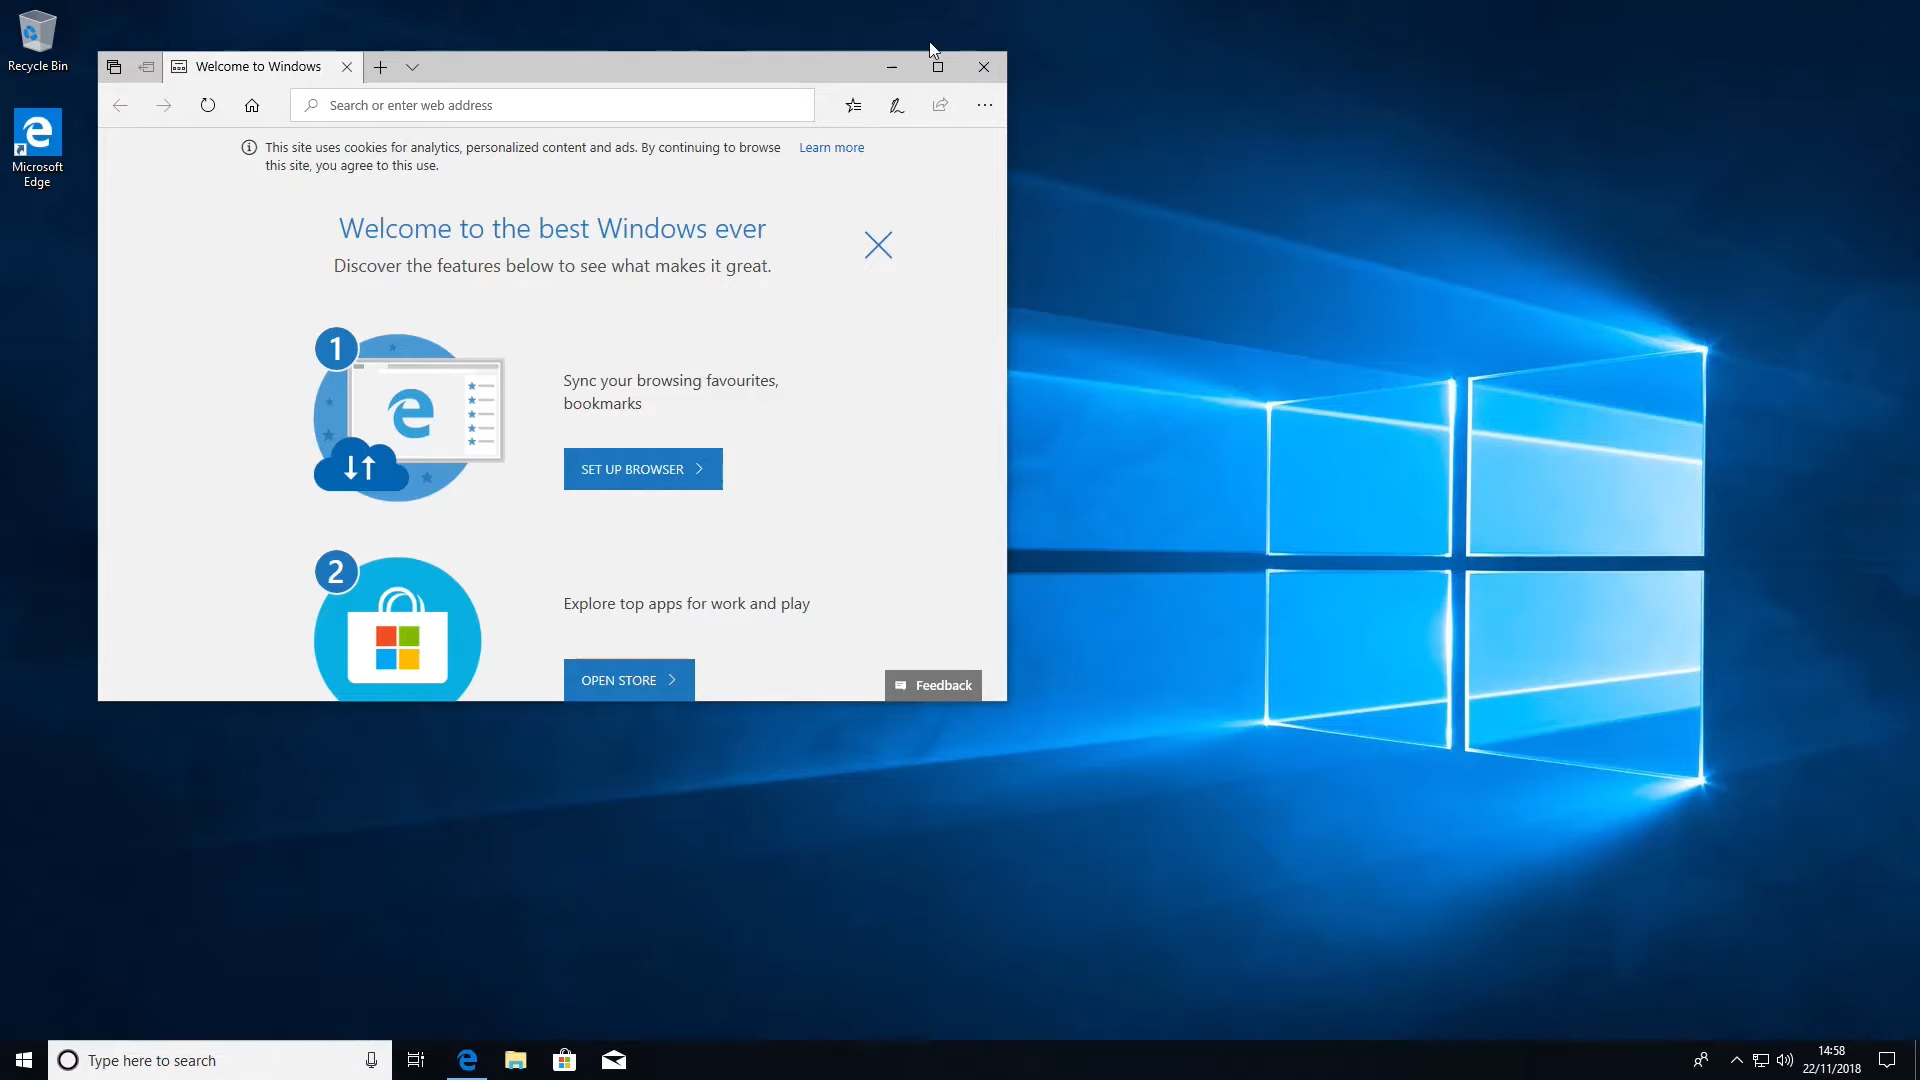 Recycle Bin
Microsoft
Edge
Welcome to Windows
Search or enter web address
This site uses cookies for analytics, personalized content and ads. By continuing to browse
this site, you agree to this use.
Learn more
Welcome to the best Windows ever
Discover the features below to see what makes it great.
1
Sync your browsing favourites,
bookmarks
SET UP BROWSER
2
Explore top apps for work and play
OPEN STORE
Feedback
Type here to search
14:58
22/11/2018